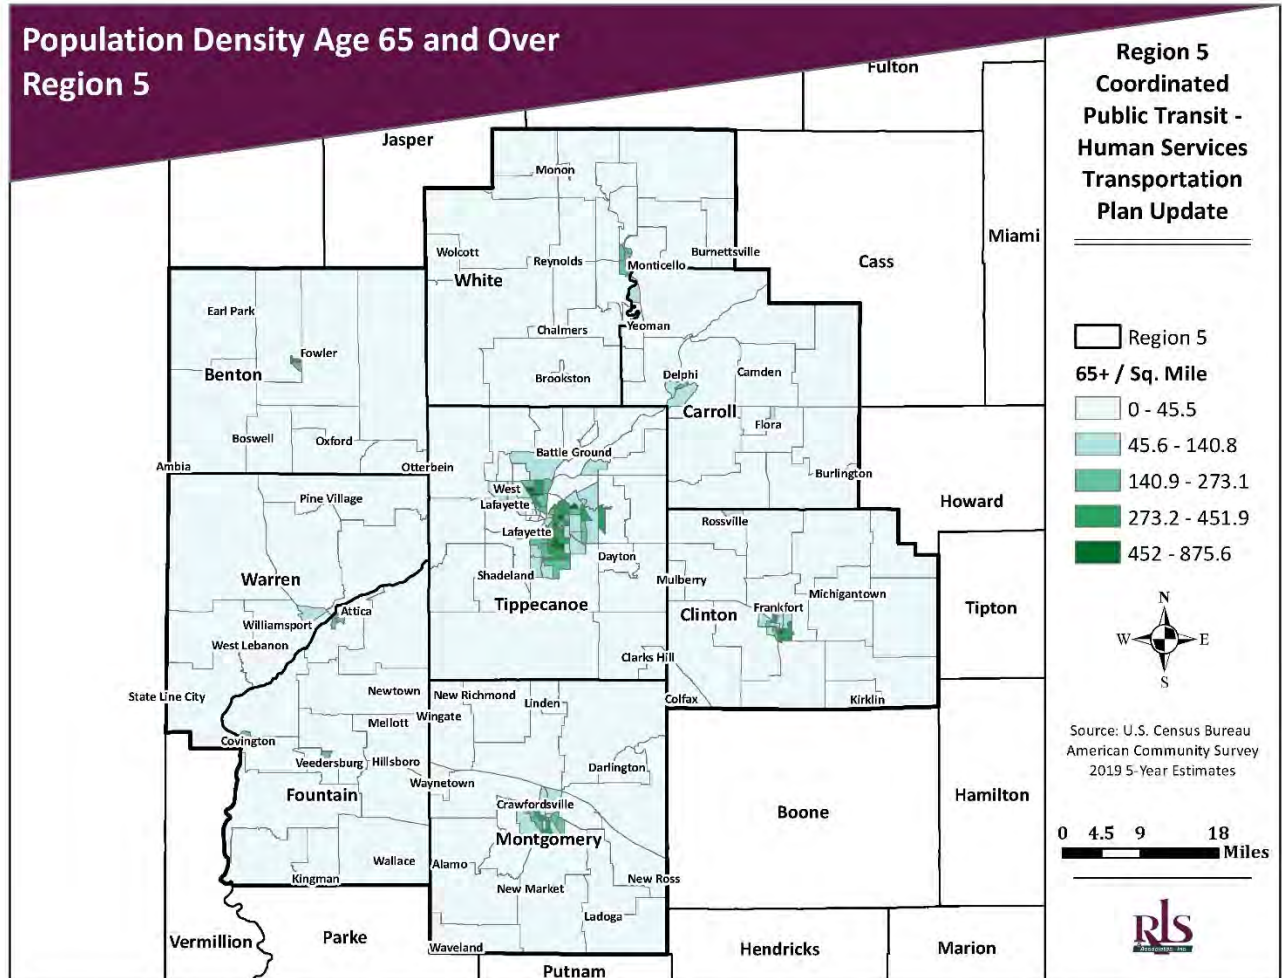 Population Density Age 65 and Over
Region 5
Region 5
Coordinated
Public Transit -
Human Services
Transportation
Plan Update
Fulton
Jasper
Monon
Miami
Wolcott
Burnettsville
Cass
Reynolds
Monticello
White
Earl Park
Chalmers
Yeoman
Region 5
Fowler
Benton
Brookston
Delphi
Camden
65+ / Sq. Mile
Carroll
0 - 45.5
Flora
Boswell
Oxford
45.6 - 140.8
Battle Ground
Ambia
Otterbein
Burlington
140.9 - 273.1
West
Lafayette
Pine Village
Howard
273.2 - 451.9
Rossville
Lafayette
452 - 875.6
Dayton
Shadeland
Mulberry
Warren
Michigantown
N
Tippecanoe
Frankfort
Tipton
Attica
Clinton
Williamsport
W
E
West Lebanon
Clarks Hill
S
State Line City
Newtown
New Richmond
Linden
Colfax
Kirklin
Mellott
Wingate
Covington
Source: U.S. Census Bureau
American Community Survey
2019 5-Year Estimates
Veedersburg
Hillsboro
Darlington
Waynetown
Fountain
Hamilton
Crawfordsville
Boone
Montgomery
0 4.5 9 18
Miles
Wallace
Alamo
Kingman
New Market
New Ross
Ladoga
RLS
& Associates, Inc.
Vermillion
Parke
Waveland
Hendricks
Marion
Putnam